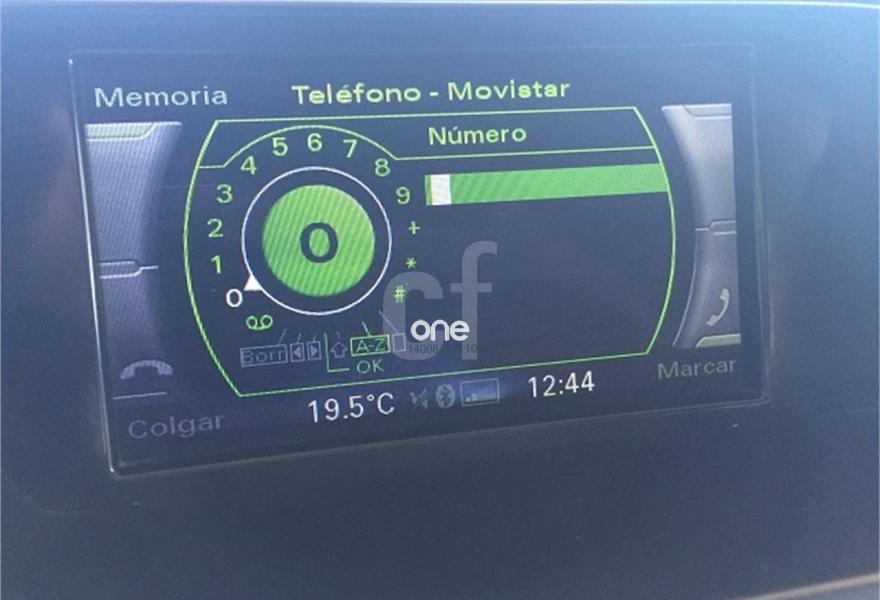 Memoria
Teléfono - Movistar
Número
0 1 2 3 4 5 6 7 8 9 + * #
0
Borr
A-Z
OK
cf
one
Colgar
19.5°C
12:44
Marcar